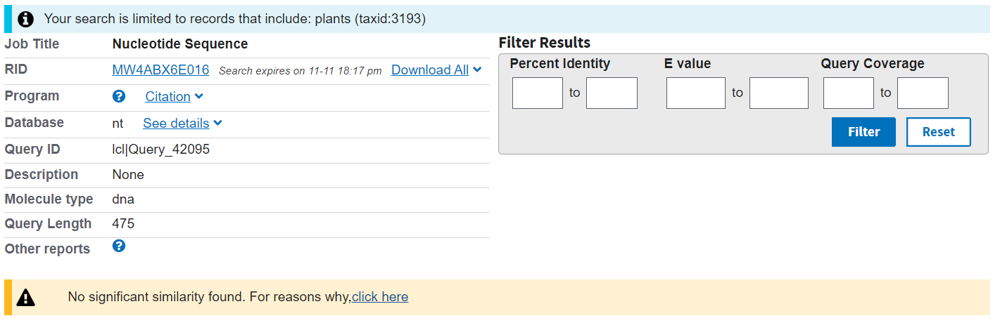 Your search is limited to records that include: plants (taxid:3193)
Job Title Nucleotide Sequence
RID MW4ABX6E016 Search expires on 11-11 18:17 pm Download All
Program Citation
Database nt See details
Query ID lcl|Query_42095
Description None
Molecule type dna
Query Length 475
Other reports
Filter Results
Percent Identity E value Query Coverage
to to to
Filter Reset
No significant similarity found. For reasons why,click here